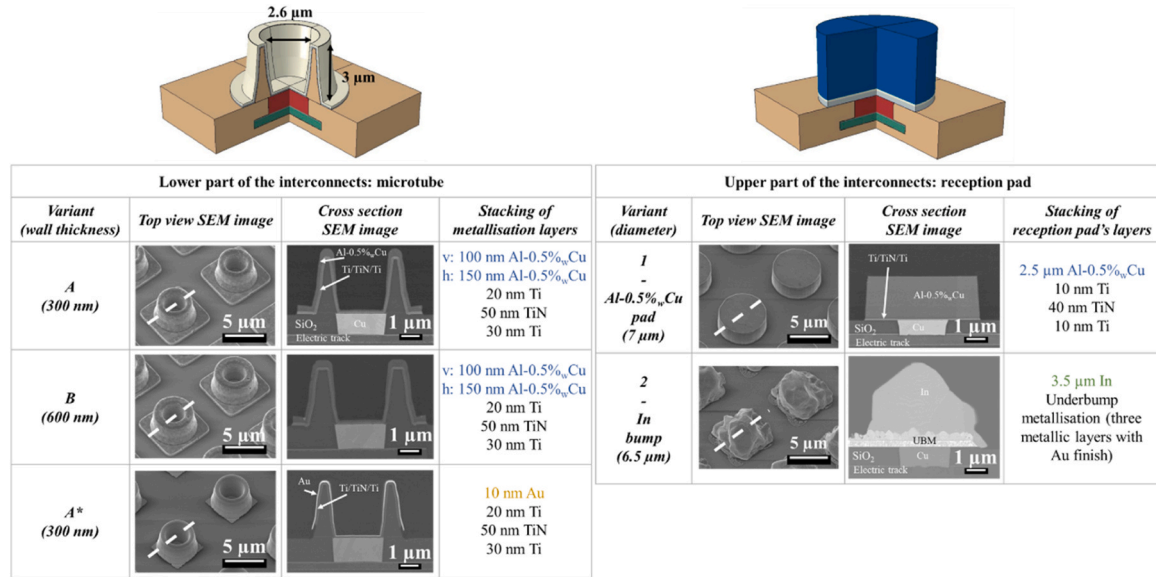 2.6 µm
3 µm
Lower part of the interconnects: microtube
Variant
(wall thickness)
Top view SEM image
Cross section
SEM image
Stacking of
metallisation layers
A
(300 nm)
5 µm
Al-0.5%wCu
Ti/TiN/Ti
SiO2
Cu
Electric track
1 µm
v: 100 nm Al-0.5%wCu
h: 150 nm Al-0.5%wCu
20 nm Ti
50 nm TiN
30 nm Ti
B
(600 nm)
5 µm
1 µm
v: 100 nm Al-0.5%wCu
h: 150 nm Al-0.5%wCu
20 nm Ti
50 nm TiN
30 nm Ti
A*
(300 nm)
5 µm
Au
Ti/TiN/Ti
1 µm
10 nm Au
20 nm Ti
50 nm TiN
30 nm Ti
Upper part of the interconnects: reception pad
Variant
(diameter)
Top view SEM image
Cross section
SEM image
Stacking of
reception pad's layers
1
-
Al-0.5%wCu
pad
(7 µm)
5 µm
Ti/TiN/Ti
Al-0.5%wCu
SiO2
Cu
Electric track
1 µm
2.5 µm Al-0.5%wCu
10 nm Ti
40 nm TiN
10 nm Ti
2
-
In
bump
(6.5 µm)
5 µm
In
UBM
SiO2
Cu
Electric track
1 µm
3.5 µm In
Underbump
metallisation (three
metallic layers with
Au finish)